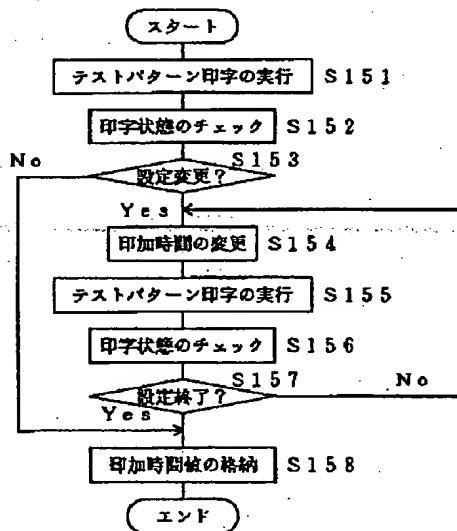 スタート
テストパターン印字の実行 S151
印字状態のチェック S152
No
S153
設定変更?
Yes
印加時間の変更 S154
テストパターン印字の実行 S155
印字状態のチェック S156
S157
設定終了?
No
Yes
印加時間値の格納 S158
エンド